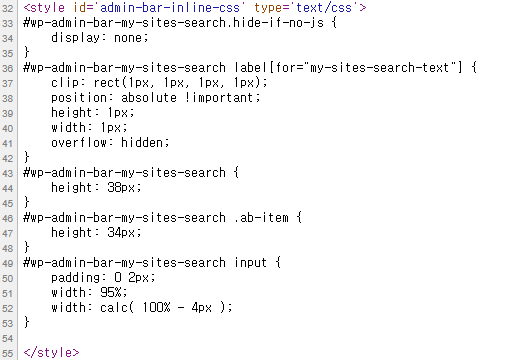 32 <style id='admin-bar-inline-css' type='text/css'>
33 #wp-admin-bar-my-sites-search.hide-if-no-js {
34     display: none;
35 }
36 #wp-admin-bar-my-sites-search label[for="my-sites-search-text"] {
37     clip: rect(1px, 1px, 1px, 1px);
38     position: absolute !important;
39     height: 1px;
40     width: 1px;
41     overflow: hidden;
42 }
43 #wp-admin-bar-my-sites-search {
44     height: 38px;
45 }
46 #wp-admin-bar-my-sites-search .ab-item {
47     height: 34px;
48 }
49 #wp-admin-bar-my-sites-search input {
50     padding: 0 2px;
51     width: 95%;
52     width: calc( 100% - 4px );
53 }
54
55 </style>